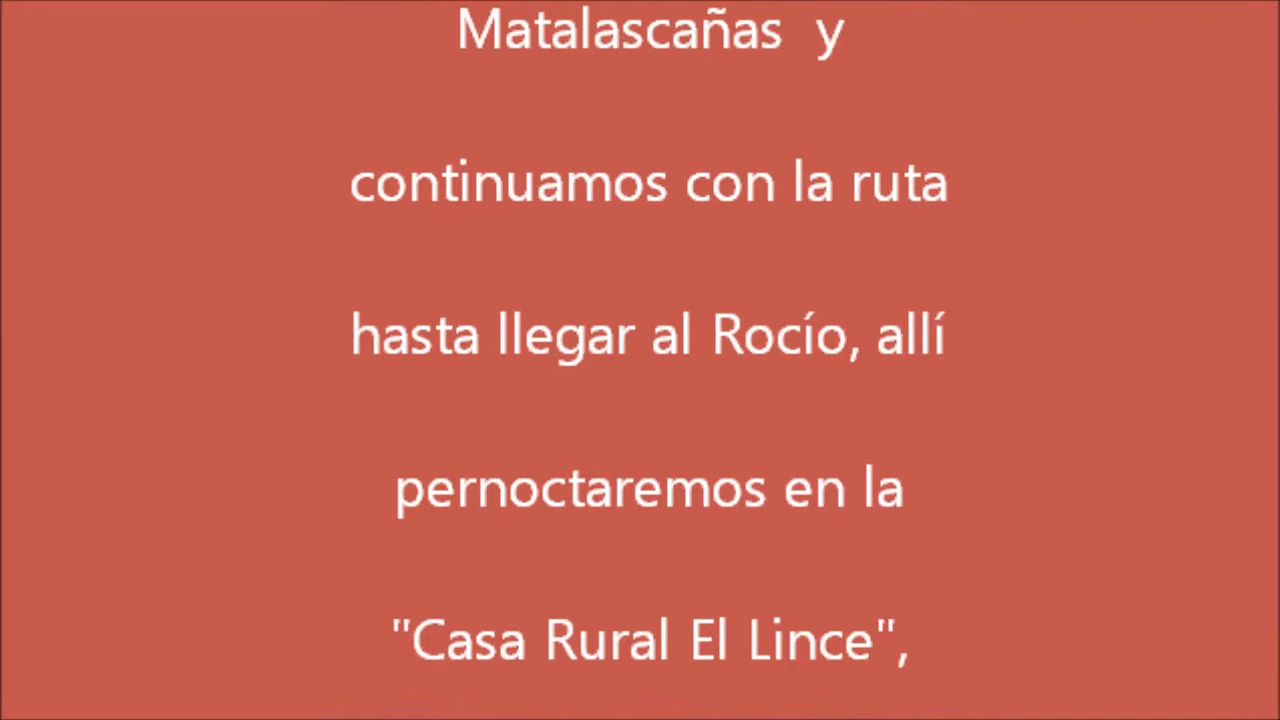 Matalascañas  y
continuamos con la ruta
hasta llegar al Rocío, allí
pernoctaremos en la
"Casa Rural El Lince",